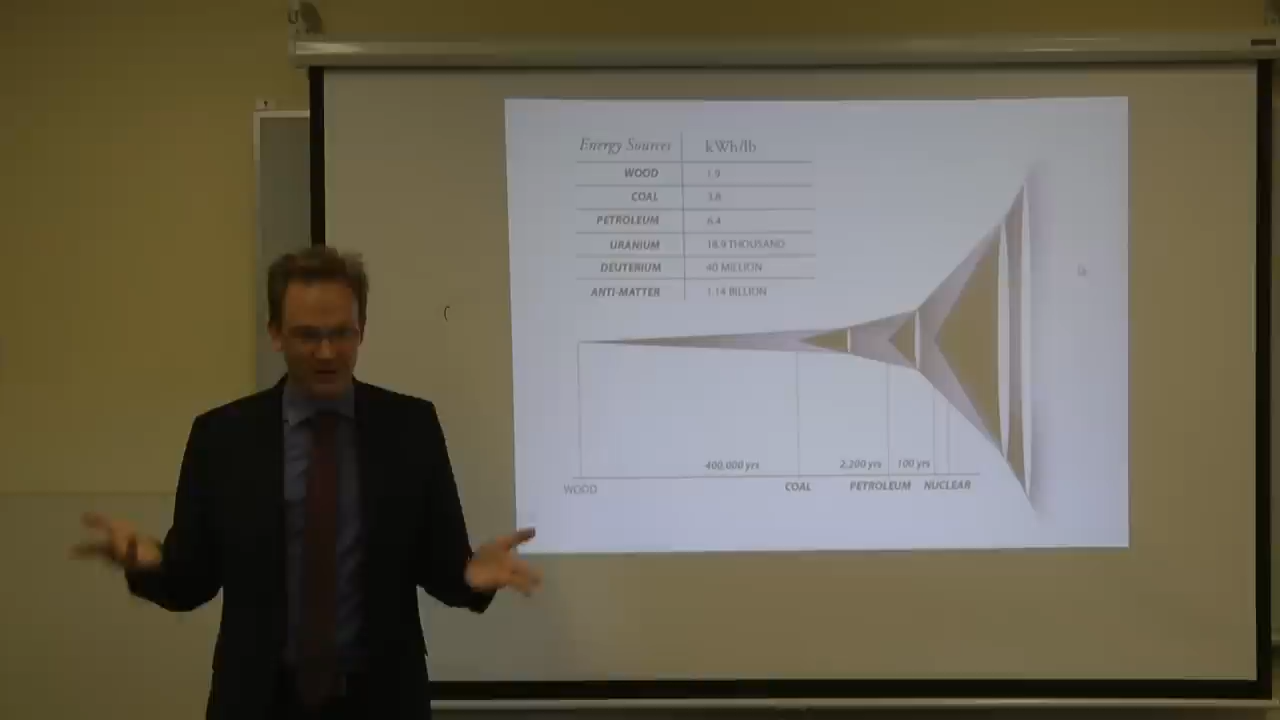 Energy Sources kWh/lb
WOOD 1.9
COAL 3.8
PETROLEUM 6.4
URANIUM 18.9 THOUSAND
DEUTERIUM 40 MILLION
ANTI-MATTER 1.14 BILLION
400,000 yrs 2,200 yrs 100 yrs
WOOD COAL PETROLEUM NUCLEAR